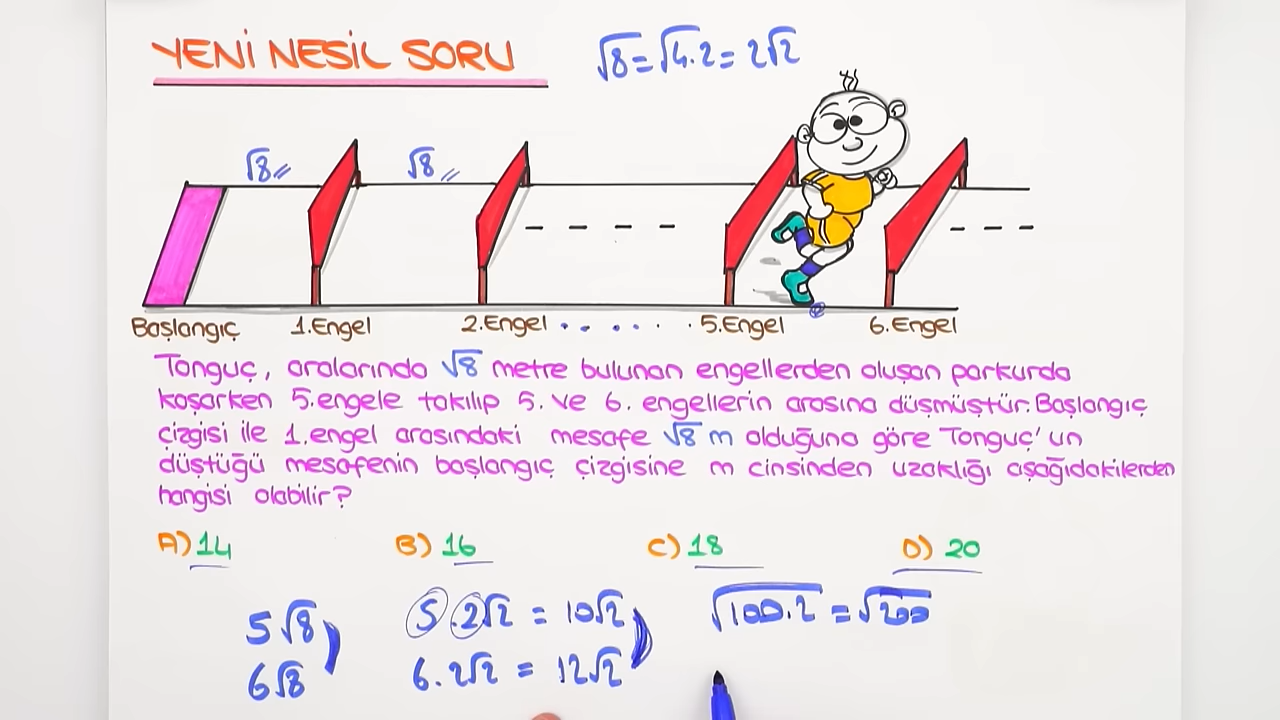 YENİ NESİL SORU
√8 = √4.2 = 2√2
√8 √8
Başlangıç 1.Engel 2.Engel . . . . . . 5.Engel 6.Engel
Tonguç, aralarında √8 metre bulunan engellerden oluşan parkurda
koşarken 5.engele takılıp 5. ve 6. engellerin arasına düşmüştür. Başlangıç
çizgisi ile 1.engel arasındaki mesafe √8 m olduğuna göre Tonguç'un
düştüğü mesafenin başlangıç çizgisine m cinsinden uzaklığı aşağıdakilerden
hangisi olabilir?
A) 14 B) 16 C) 18 D) 20
5√8 5.2√2 = 10√2 √100.2 = √200
6√8 6.2√2 = 12√2